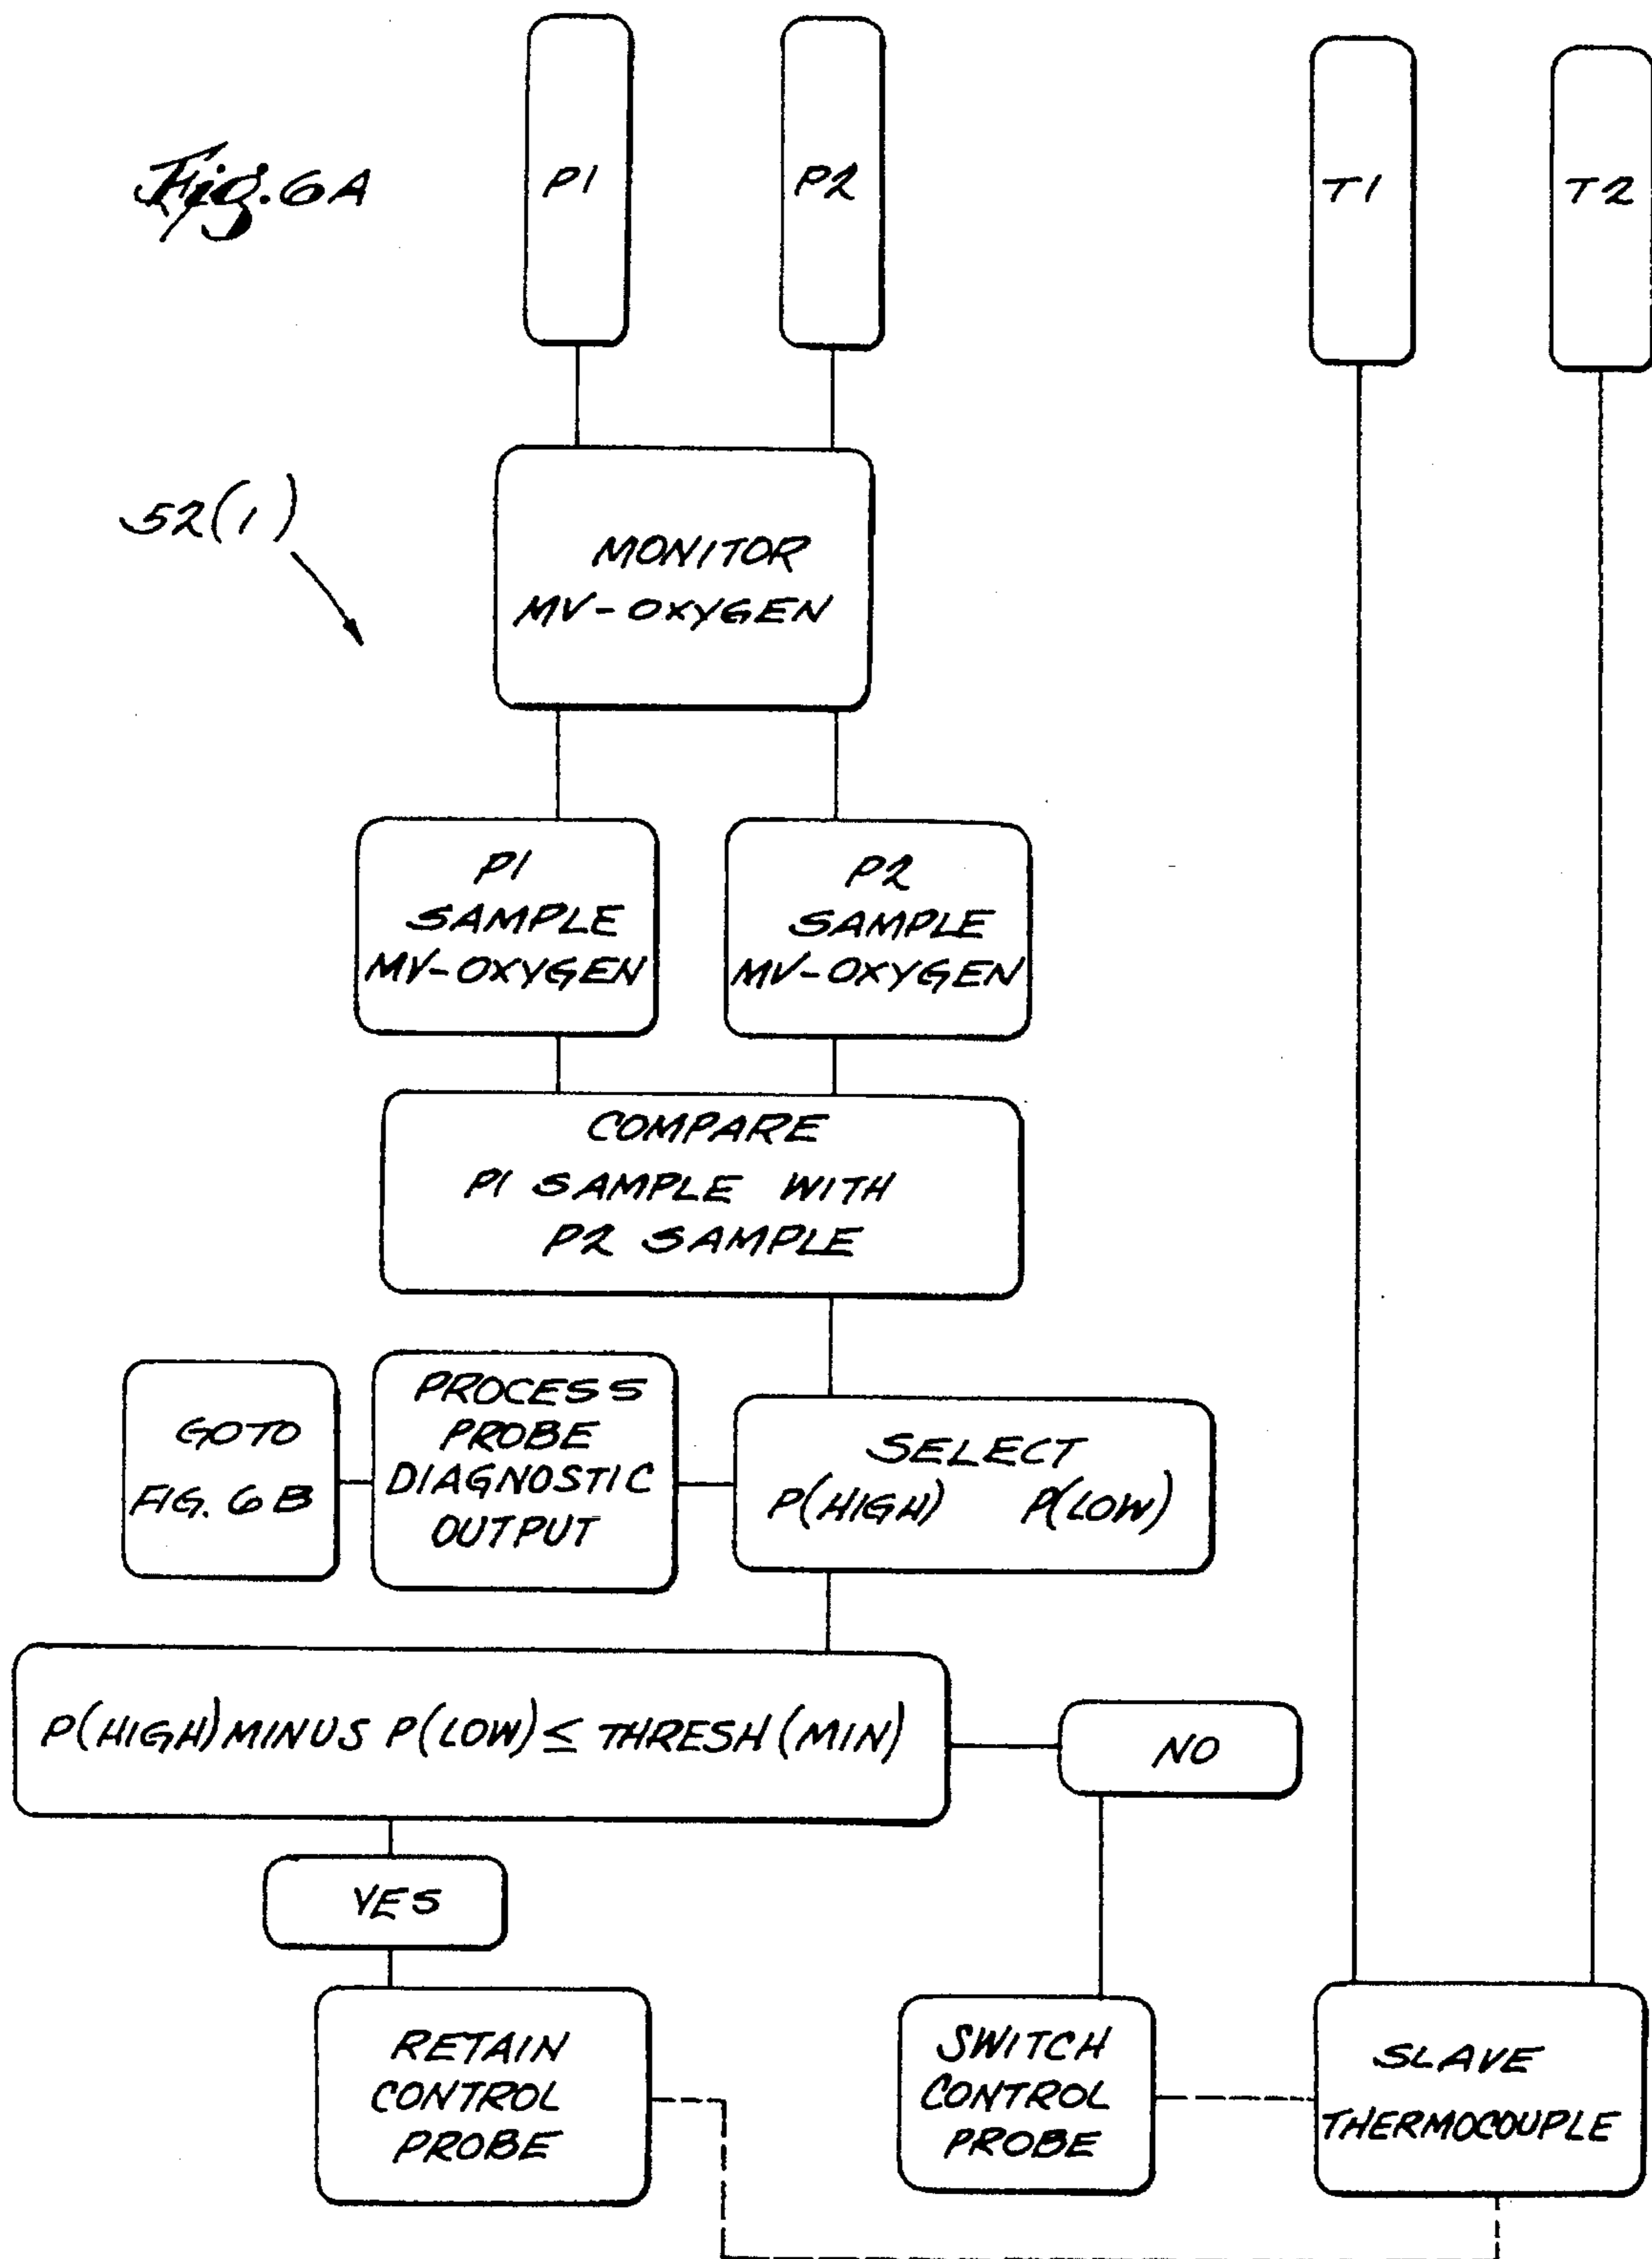 Fig. 6A
P1
P2
T1
T2
52(1)
MONITOR
MV-OXYGEN
P1
SAMPLE
MV-OXYGEN
P2
SAMPLE
MV-OXYGEN
COMPARE
P1 SAMPLE WITH
P2 SAMPLE
GOTO
FIG. 6B
PROCESS
PROBE
DIAGNOSTIC
OUTPUT
SELECT
P(HIGH) P(LOW)
P(HIGH) MINUS P(LOW) ≤ THRESH (MIN)
NO
YES
RETAIN
CONTROL
PROBE
SWITCH
CONTROL
PROBE
SLAVE
THERMOCOUPLE